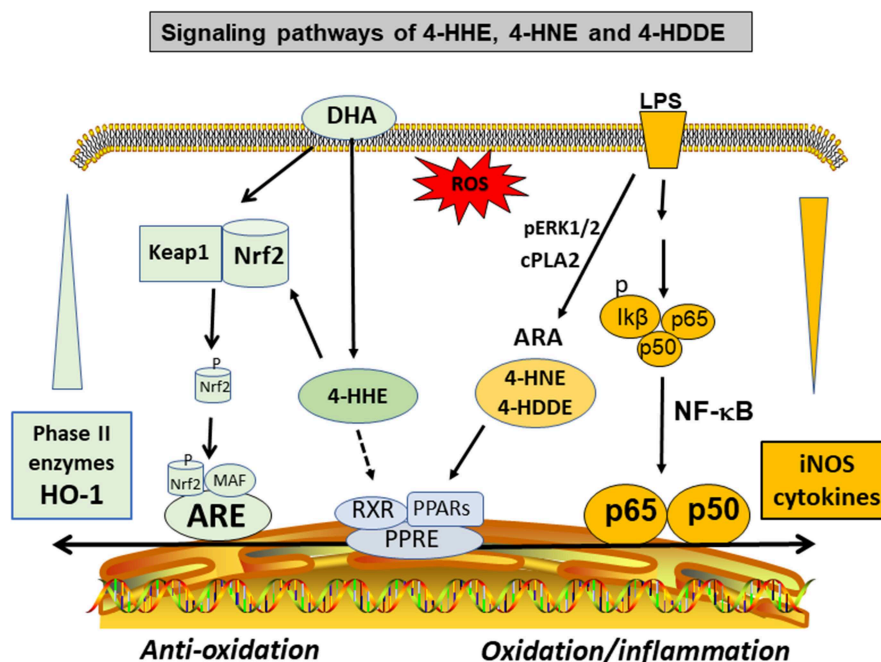 Signaling pathways of 4-HHE, 4-HNE and 4-HDDE
DHA
LPS
ROS
Keap1
Nrf2
pERK1/2
cPLA2
p
Ikβ
p65
p50
P
Nrf2
4-HHE
ARA
4-HNE
4-HDDE
NF-κB
Phase II
enzymes
HO-1
P
Nrf2
MAF
ARE
RXR
PPARs
PPRE
p65
p50
iNOS
cytokines
Anti-oxidation
Oxidation/inflammation